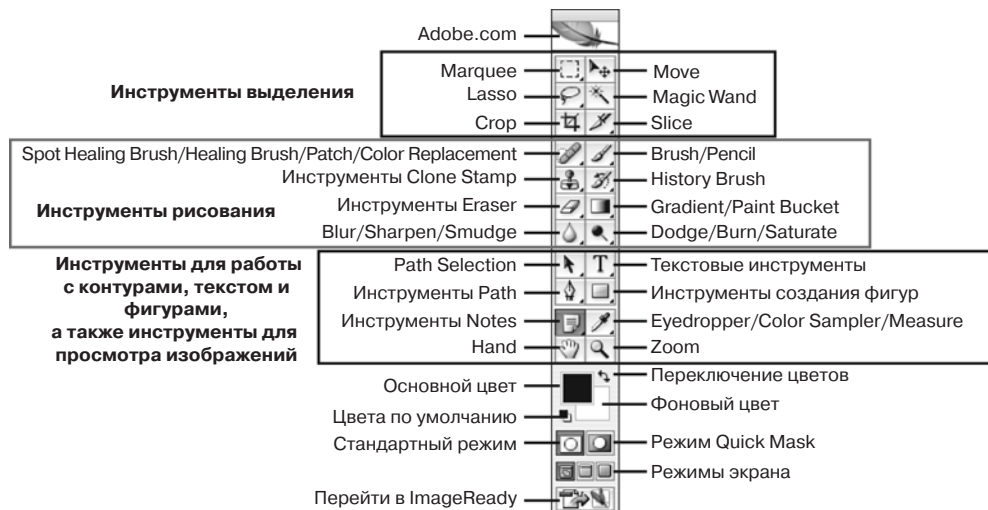 Adobe.com
Инструменты выделения
Marquee
Move
Lasso
Magic Wand
Crop
Slice
Инструменты рисования
Spot Healing Brush/Healing Brush/Patch/Color Replacement
Brush/Pencil
Инструменты Clone Stamp
History Brush
Инструменты Eraser
Gradient/Paint Bucket
Blur/Sharpen/Smudge
Dodge/Burn/Saturate
Инструменты для работы
с контурами, текстом и
фигурами,
а также инструменты для
просмотра изображений
Path Selection
T
Текстовые инструменты
Инструменты Path
Инструменты создания фигур
Инструменты Notes
Eyedropper/Color Sampler/Measure
Hand
Zoom
Основной цвет
Переключение цветов
Фоновый цвет
Цвета по умолчанию
Стандартный режим
Режим Quick Mask
Режимы экрана
Перейти в ImageReady